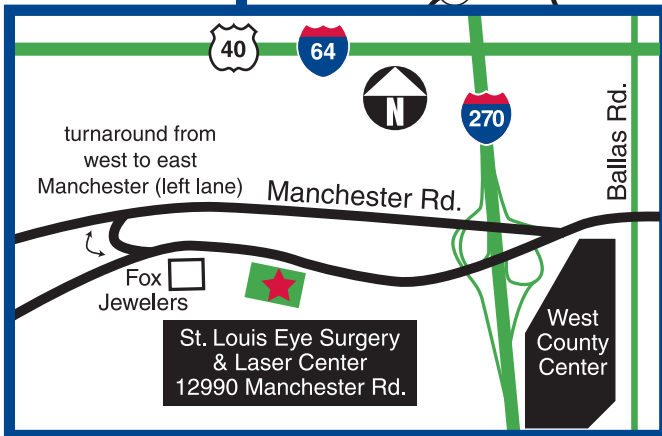 40
64
N
270
Ballas Rd.
turnaround from
west to east
Manchester (left lane)
Manchester Rd.
Fox
Jewelers
St. Louis Eye Surgery
& Laser Center
12990 Manchester Rd.
West
County
Center